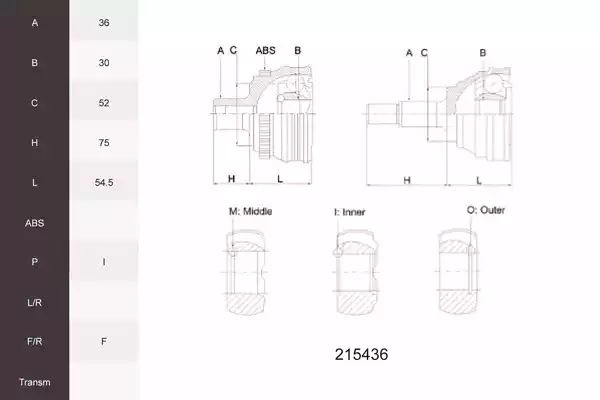 A 36
B 30
C 52
H 75
L 54.5
ABS
P I
L/R
F/R F
Transm
A C ABS B
A C B
H L
H L
M: Middle
I: Inner
O: Outer
215436